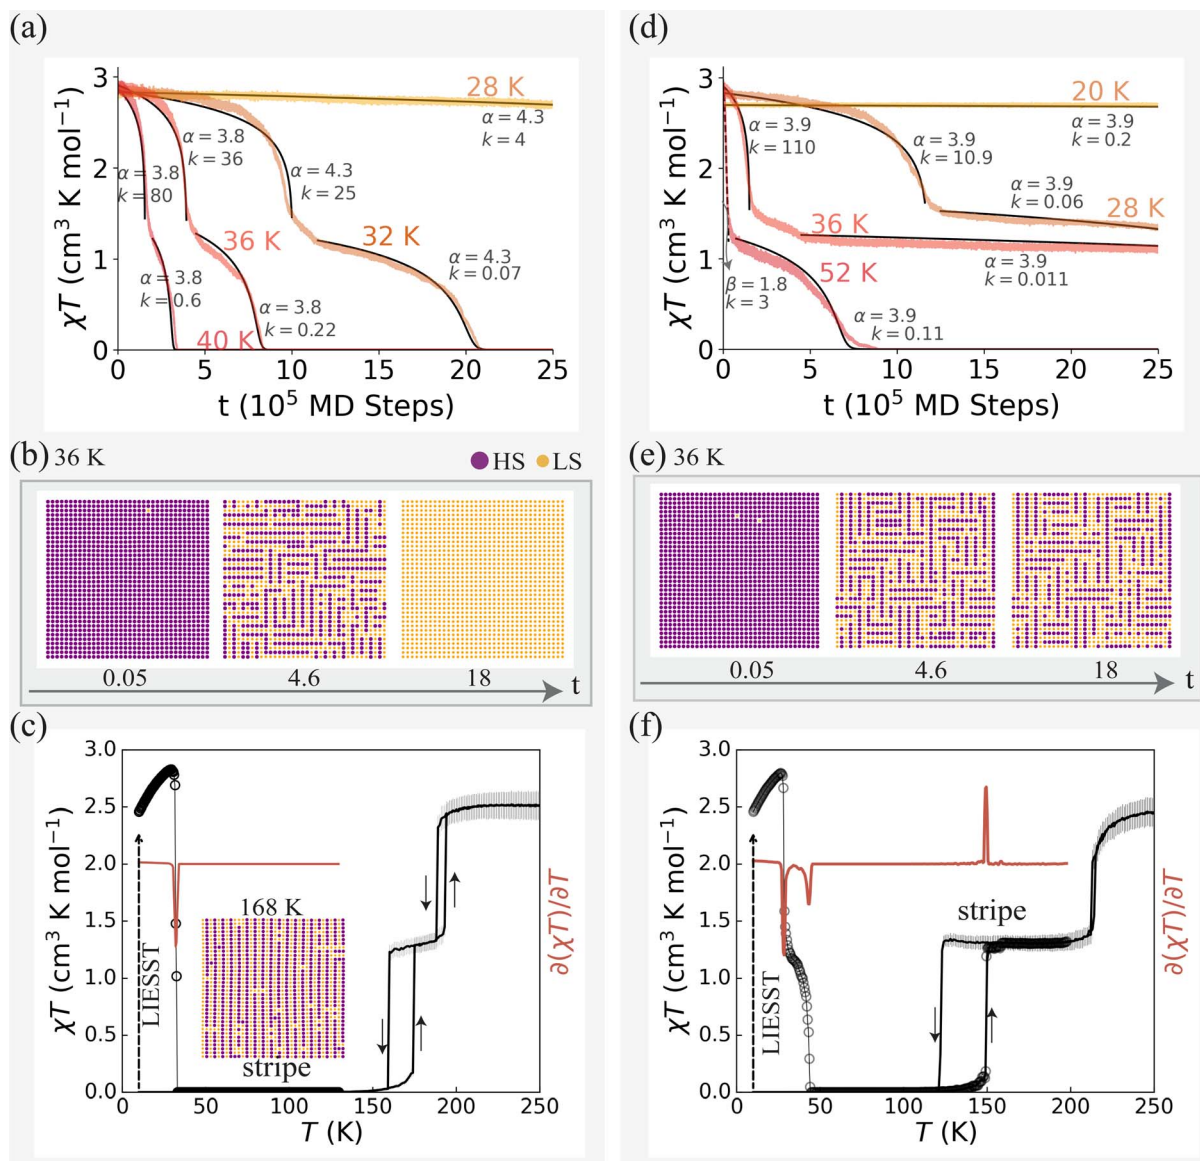 (a)
3
2
1
0
χT (cm³ K mol⁻¹)
28 K
α = 4.3
k = 4
α = 3.8
k = 36
α = 3.8
k = 80
α = 4.3
k = 25
36 K
32 K
α = 3.8
k = 0.6
α = 4.3
k = 0.07
α = 3.8
k = 0.22
40 K
0 5 10 15 20 25
t (10⁵ MD Steps)
(d)
3
2
1
0
χT (cm³ K mol⁻¹)
20 K
α = 3.9
k = 0.2
α = 3.9
k = 110
α = 3.9
k = 10.9
α = 3.9
k = 0.06
28 K
36 K
α = 3.9
k = 0.011
52 K
β = 1.8
k = 3
α = 3.9
k = 0.11
0 5 10 15 20 25
t (10⁵ MD Steps)
(b) 36 K
HS LS
0.05 4.6 18 t
(e) 36 K
0.05 4.6 18 t
(c)
3.0
2.5
2.0
1.5
1.0
0.5
0.0
χT (cm³ K mol⁻¹)
∂(χT)/∂T
LIESST
168 K
stripe
0 50 100 150 200 250
T (K)
(f)
3.0
2.5
2.0
1.5
1.0
0.5
0.0
χT (cm³ K mol⁻¹)
∂(χT)/∂T
LIESST
stripe
0 50 100 150 200 250
T (K)